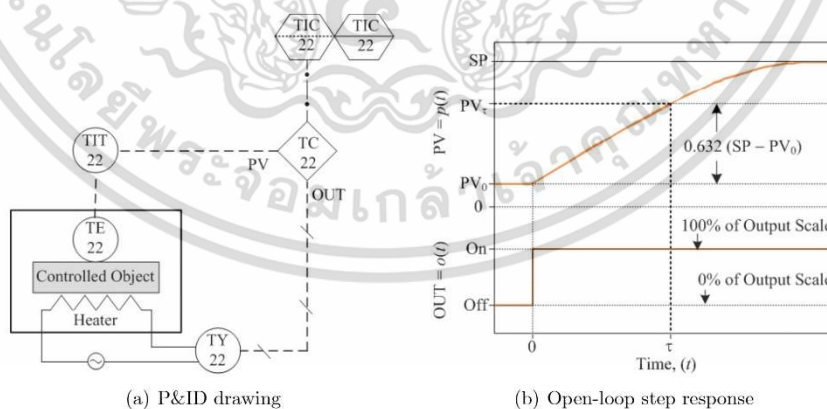 TIC
22
TIC
22
TIT
22
TC
22
PV
OUT
TE
22
Controlled Object
Heater
TY
22
(a) P&ID drawing
SP
PVτ
PV = p(t)
0.632 (SP – PV₀)
PV₀
0
100% of Output Scale
On
OUT = o(t)
0% of Output Scale
Off
0
τ
Time, (t)
(b) Open-loop step response